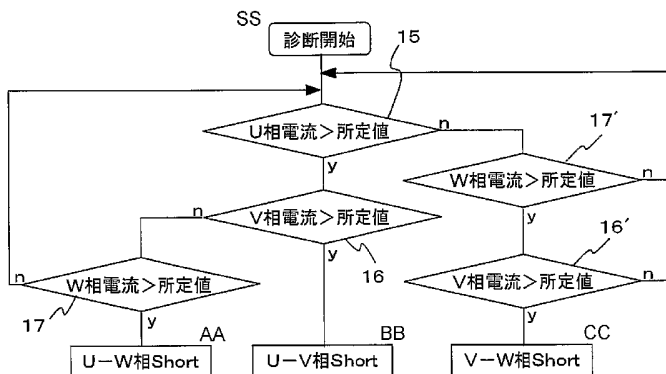 SS
診断開始
15
U相電流＞所定値
n
y
17′
W相電流＞所定値
n
y
V相電流＞所定値
n
y
16
16′
V相電流＞所定値
n
y
W相電流＞所定値
n
y
17
AA
U－W相Short
BB
U－V相Short
CC
V－W相Short